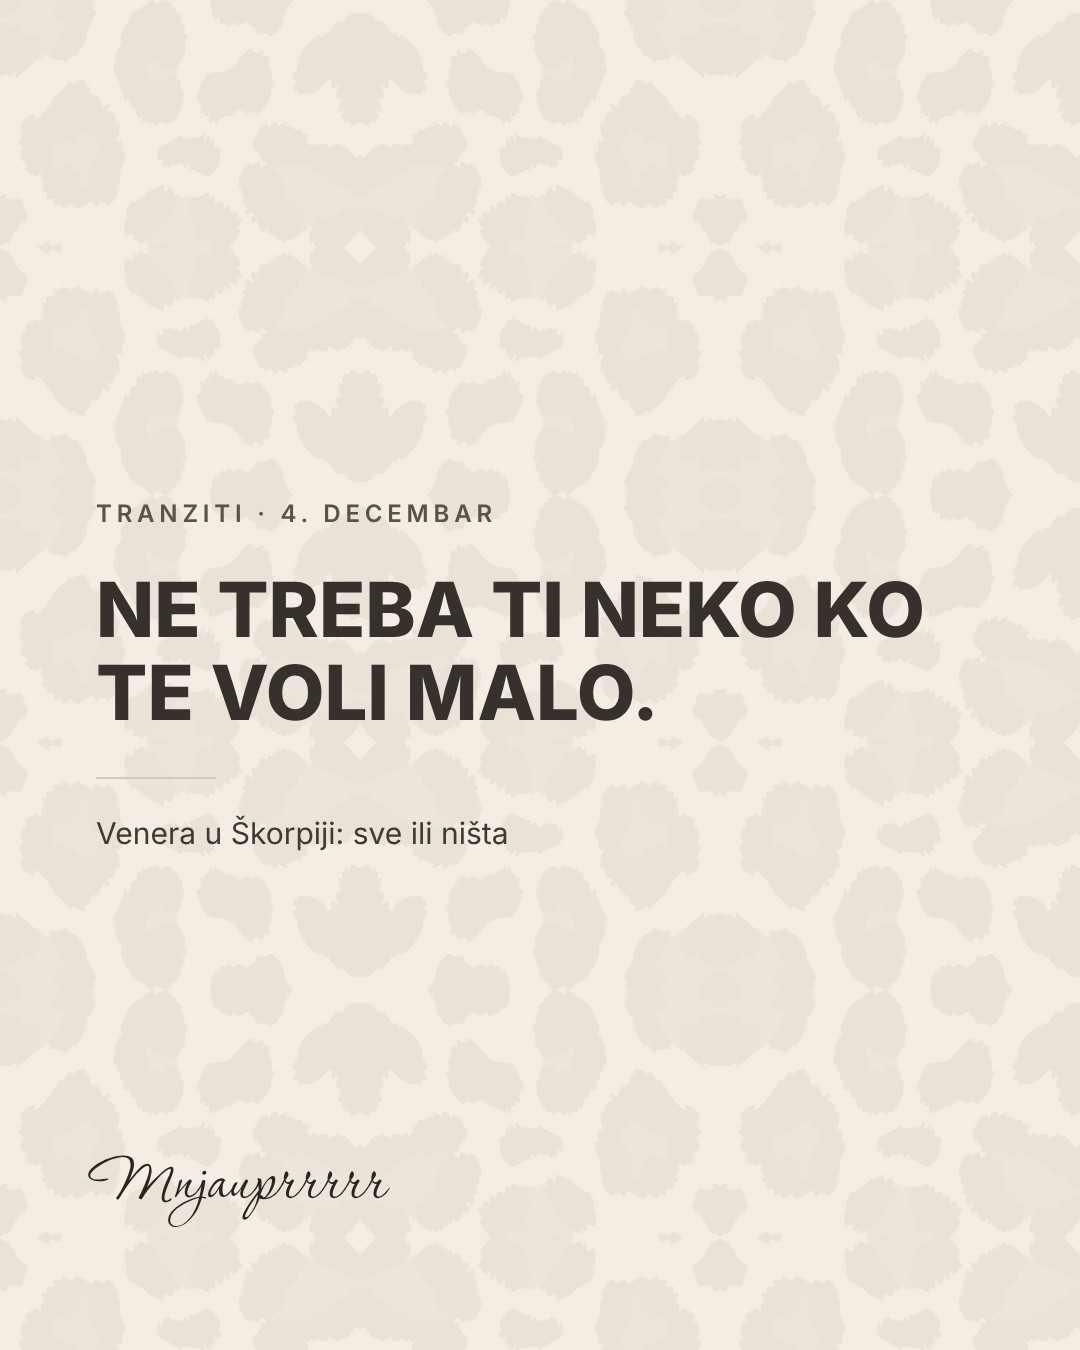 TRANZITI · 4. DECEMBAR
NE TREBA TI NEKO KO
TE VOLI MALO.
Venera u Škorpiji: sve ili ništa
Mnjauprrrrr